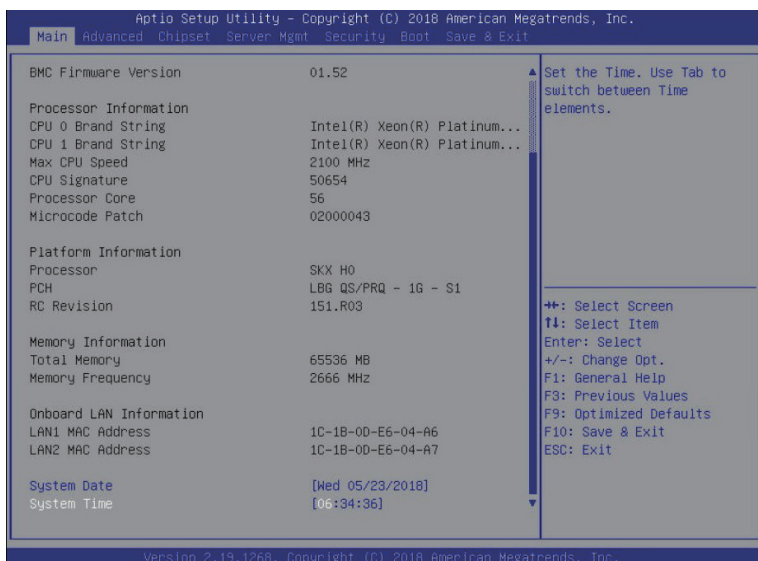 Aptio Setup Utility – Copyright (C) 2018 American Megatrends, Inc.
Main Advanced Chipset Server Mgmt Security Boot Save & Exit
BMC Firmware Version 01.52
Processor Information
CPU 0 Brand String Intel(R) Xeon(R) Platinum...
CPU 1 Brand String Intel(R) Xeon(R) Platinum...
Max CPU Speed 2100 MHz
CPU Signature 50654
Processor Core 56
Microcode Patch 02000043
Platform Information
Processor SKX H0
PCH LBG QS/PRQ - 1G - S1
RC Revision 151.R03
Memory Information
Total Memory 65536 MB
Memory Frequency 2666 MHz
Onboard LAN Information
LAN1 MAC Address 1C-1B-0D-E6-04-A6
LAN2 MAC Address 1C-1B-0D-E6-04-A7
System Date [Wed 05/23/2018]
System Time [06:34:36]
Set the Time. Use Tab to
switch between Time
elements.
→←: Select Screen
↑↓: Select Item
Enter: Select
+/-: Change Opt.
F1: General Help
F3: Previous Values
F9: Optimized Defaults
F10: Save & Exit
ESC: Exit
Version 2.19.1268. Copyright (C) 2018 American Megatrends, Inc.